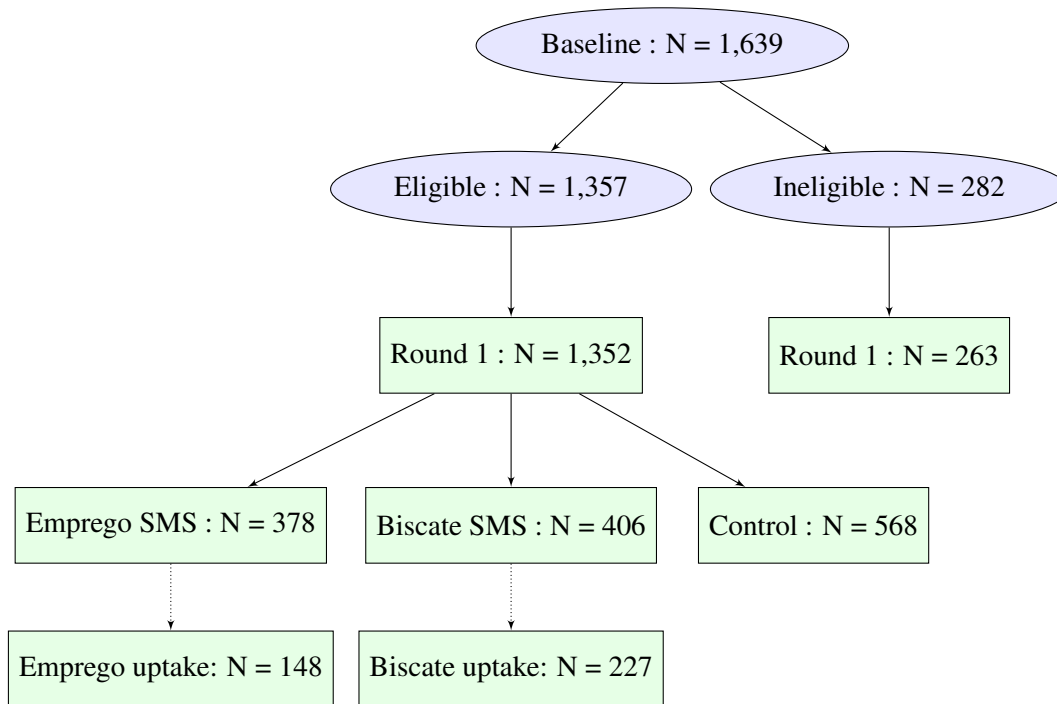 Baseline : N = 1,639
Eligible : N = 1,357
Ineligible : N = 282
Round 1 : N = 1,352
Round 1 : N = 263
Emprego SMS : N = 378
Biscate SMS : N = 406
Control : N = 568
Emprego uptake: N = 148
Biscate uptake: N = 227